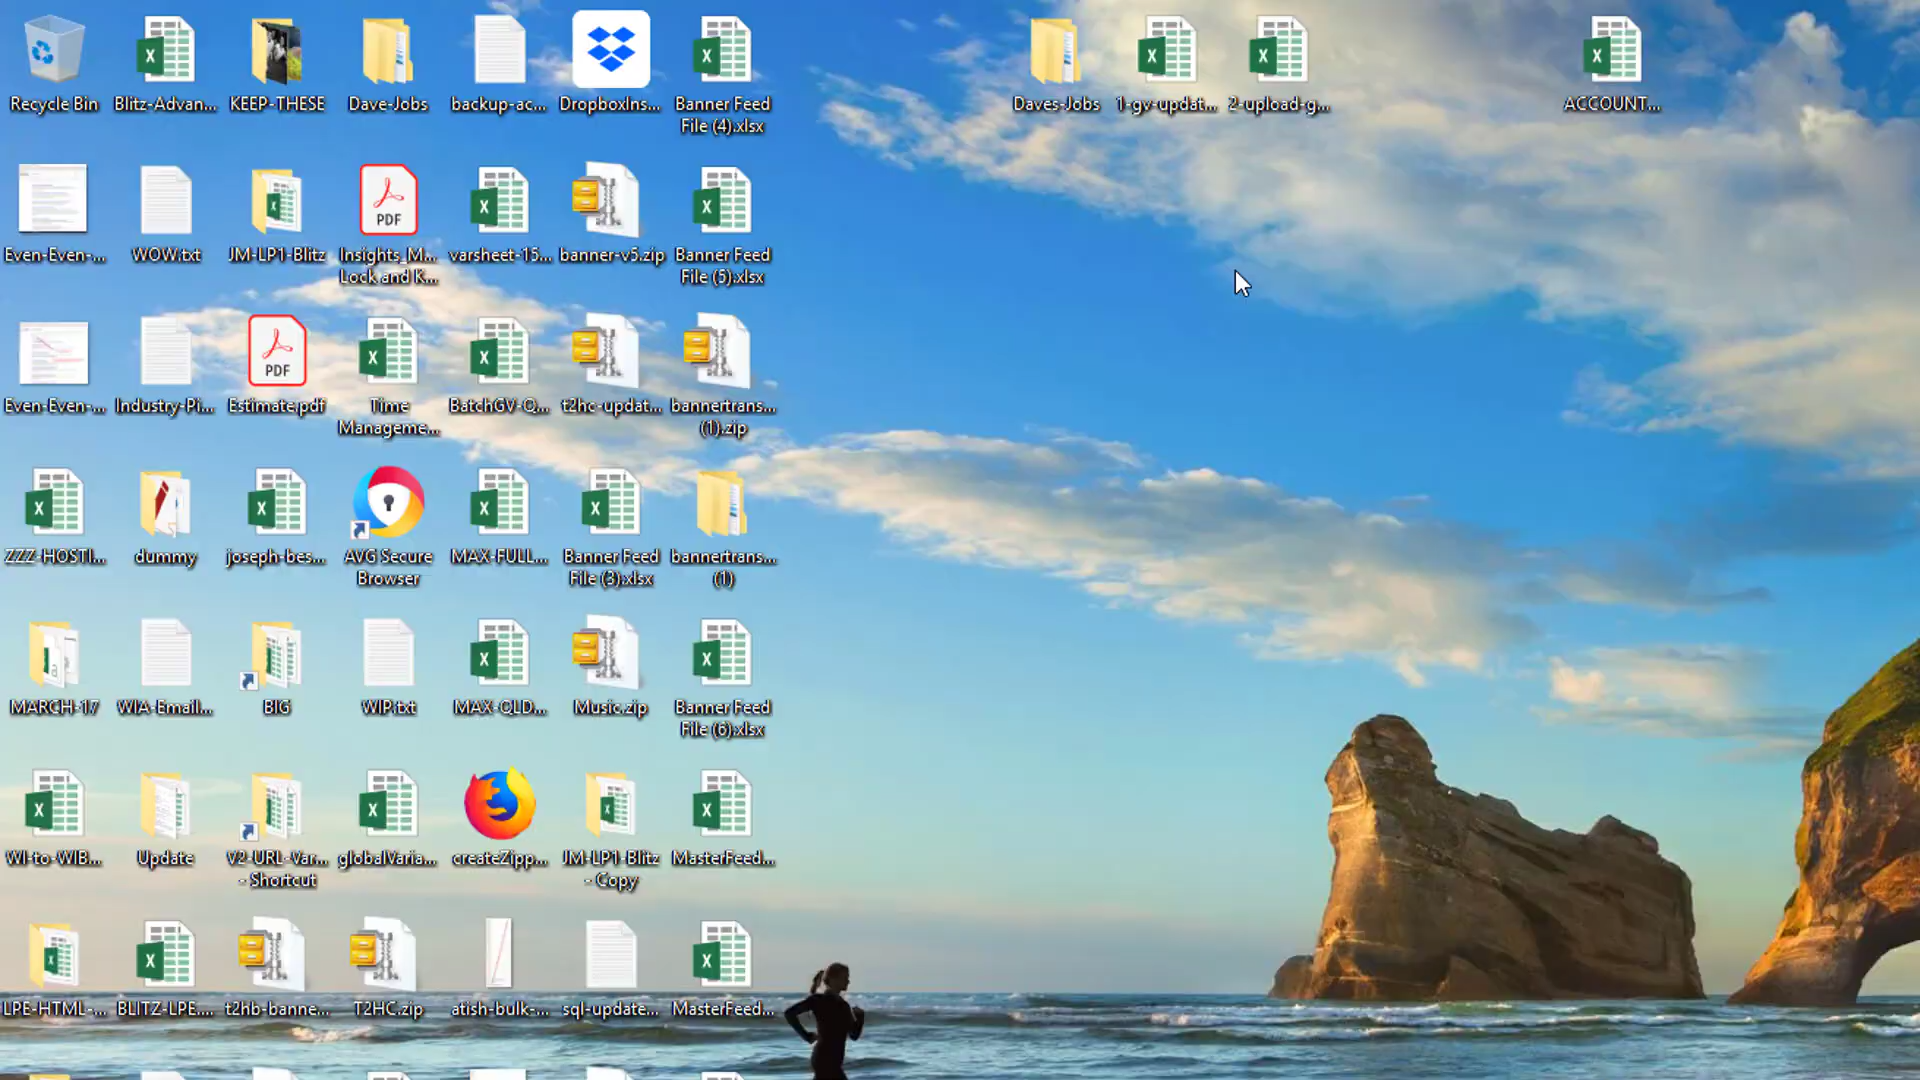 Recycle Bin
Blitz-Advan...
KEEP-THESE
Dave-Jobs
backup-ac...
DropboxIns...
Banner Feed
File (4).xlsx
Daves-Jobs
1-gv-updat...
2-upload-g...
ACCOUNT...
Even-Even-...
WOW.txt
JM-LP1-Blitz
PDF
Insights_M...
Lock and K...
varsheet-15...
banner-v5.zip
Banner Feed
File (5).xlsx
Even-Even-...
Industry-Pi...
PDF
Estimate.pdf
Time
Manageme...
BatchGV-Q...
t2hc-updat...
bannertrans...
(1).zip
ZZZ-HOSTI...
dummy
joseph-bes...
AVG Secure
Browser
MAX-FULL...
Banner Feed
File (3).xlsx
bannertrans...
(1)
MARCH-17
WIA-Email...
BIG
WIP.txt
MAX-QLD...
Music.zip
Banner Feed
File (6).xlsx
WI-to-WIB...
Update
V2-URL-Var...
- Shortcut
globalVaria...
createZipp...
JM-LP1-Blitz
- Copy
MasterFeed...
LPE-HTML-...
BLITZ-LPE....
t2hb-banne...
T2HC.zip
atish-bulk-...
sql-update...
MasterFeed...